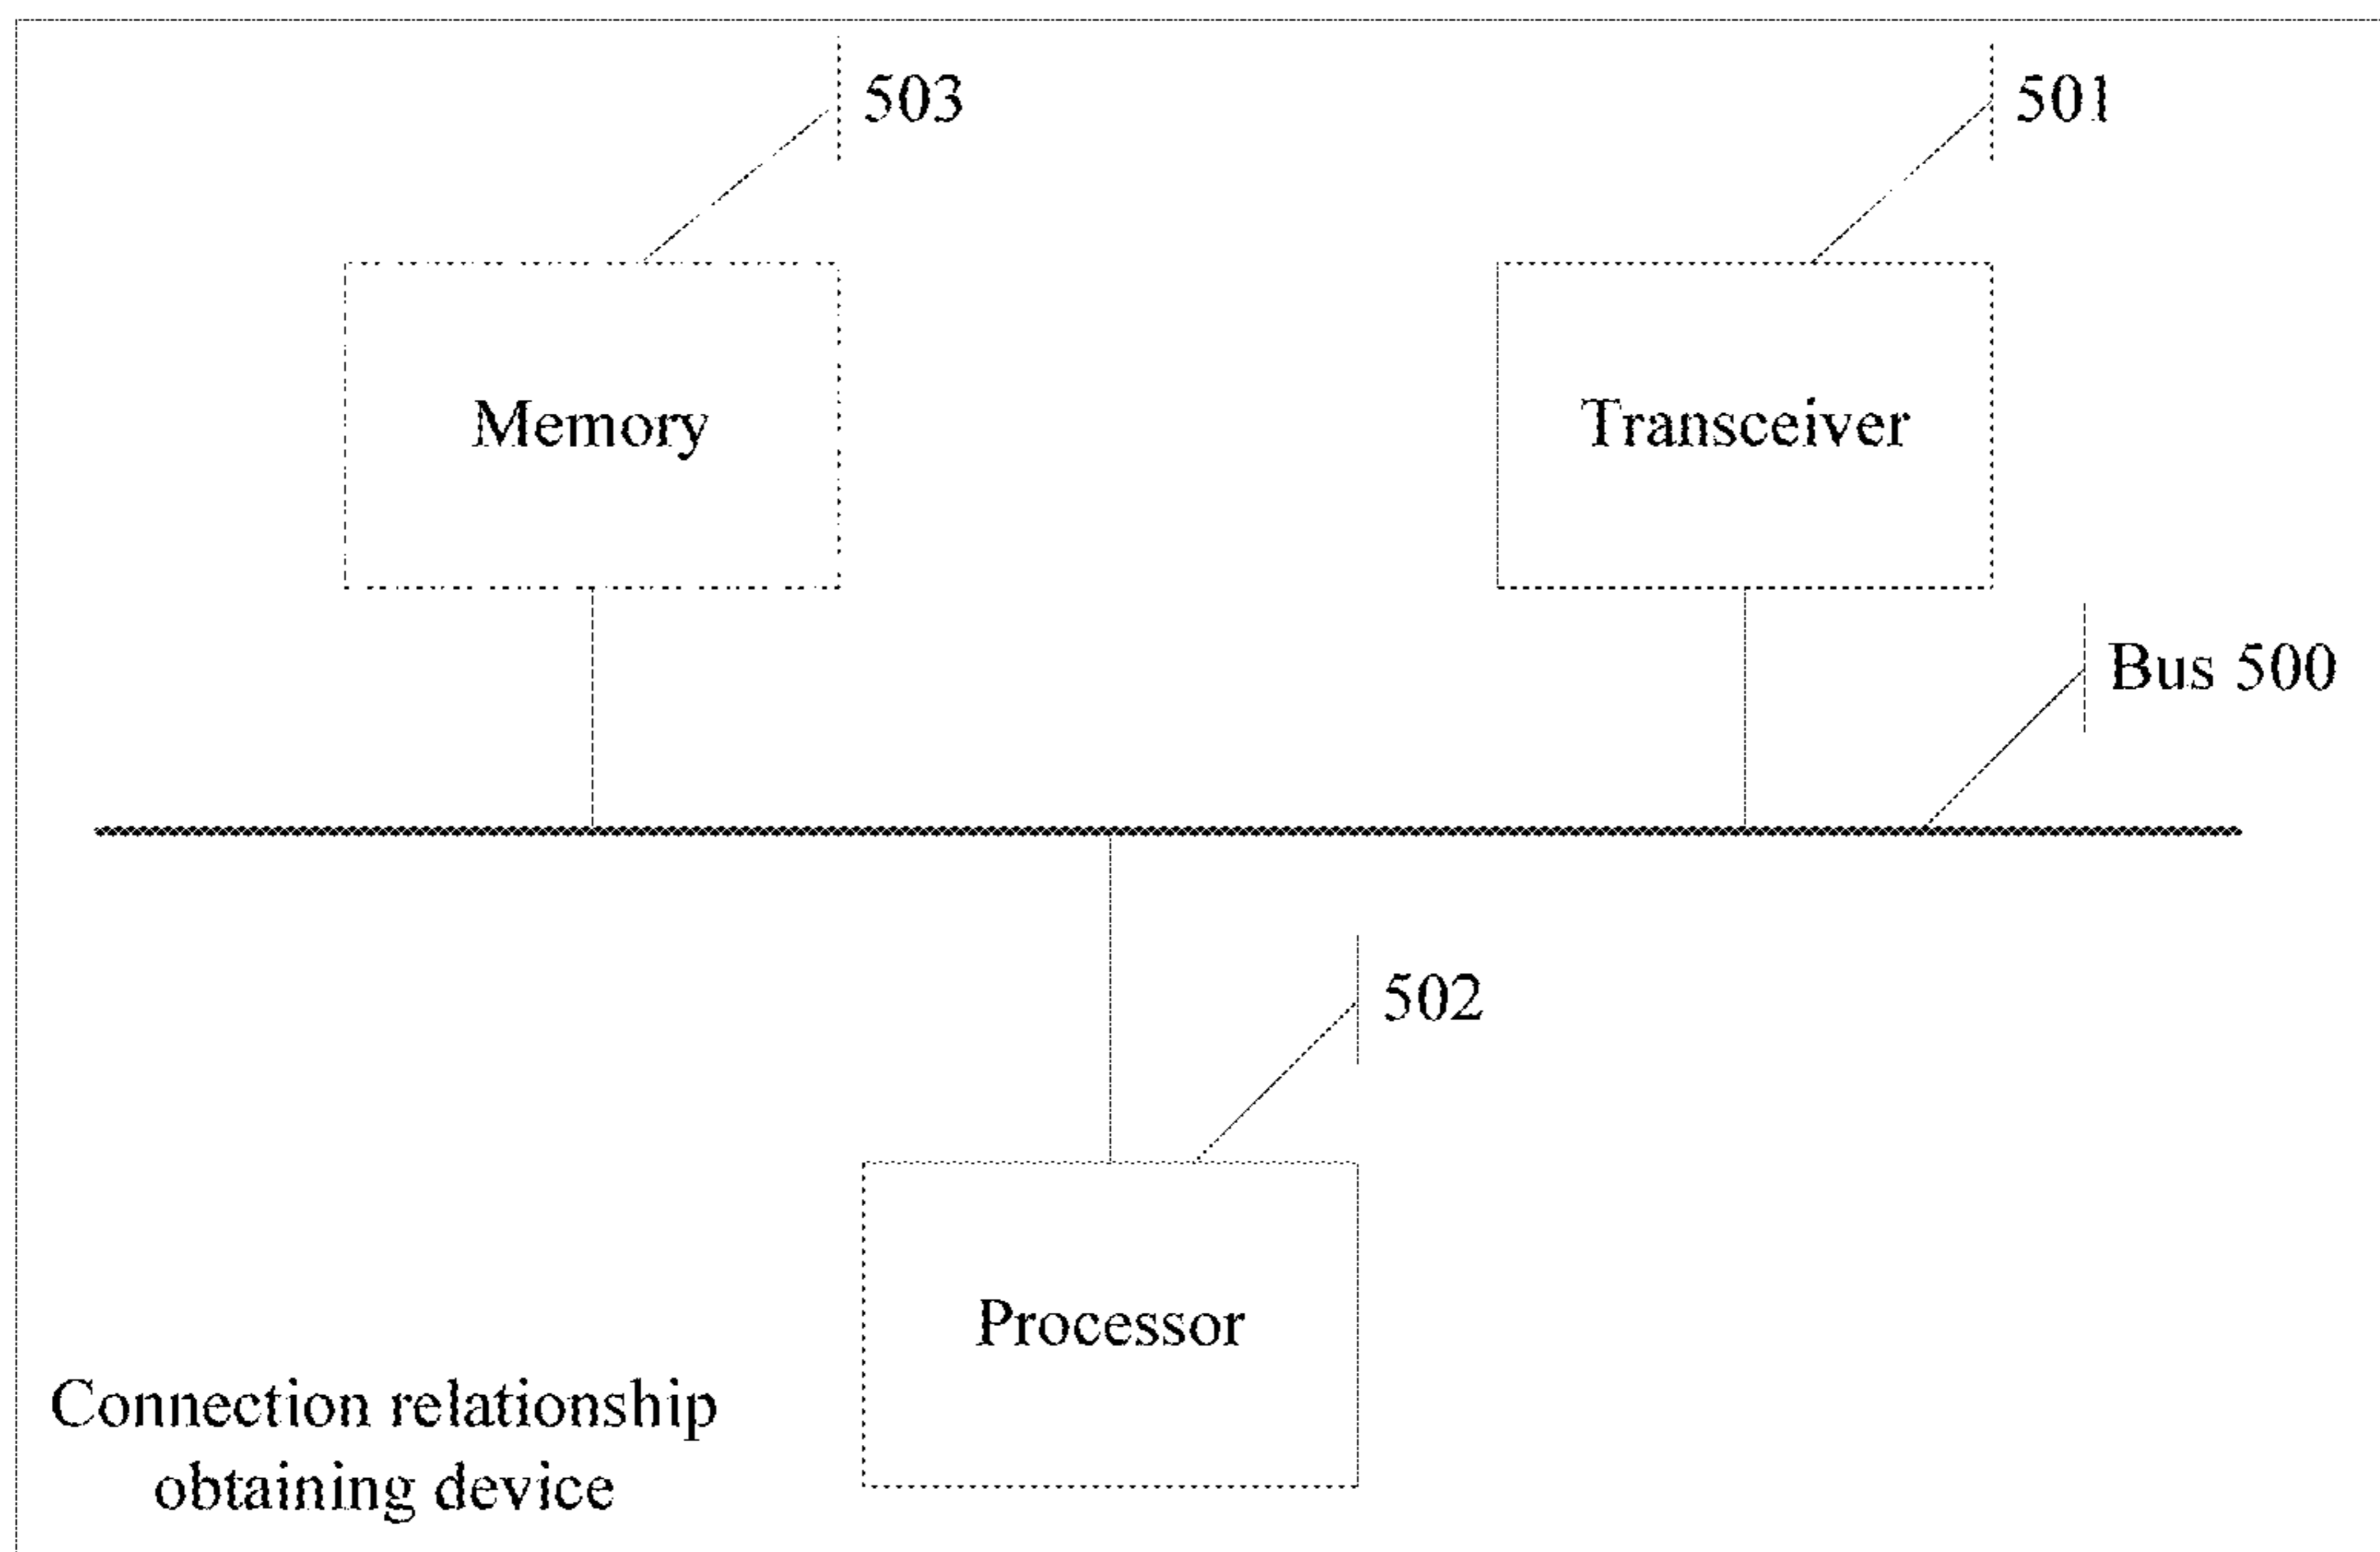 503
501
Memory
Transceiver
Bus 500
502
Processor
Connection relationship
obtaining device